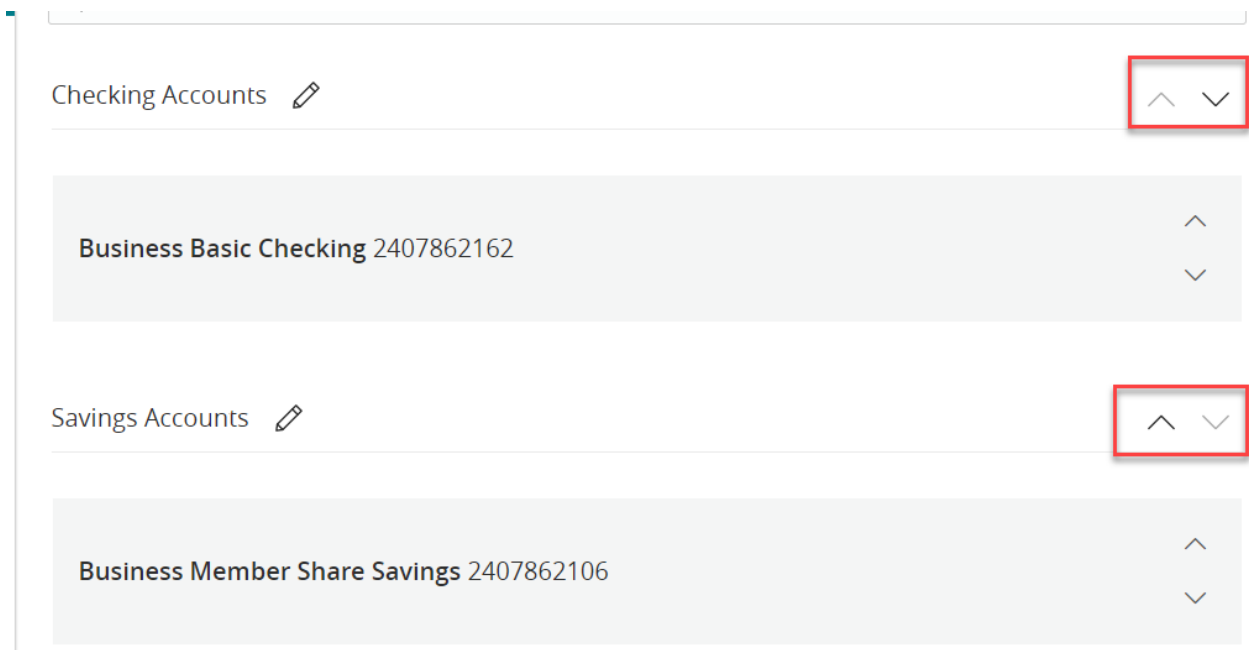 Checking Accounts
Business Basic Checking 2407862162
Savings Accounts
Business Member Share Savings 2407862106